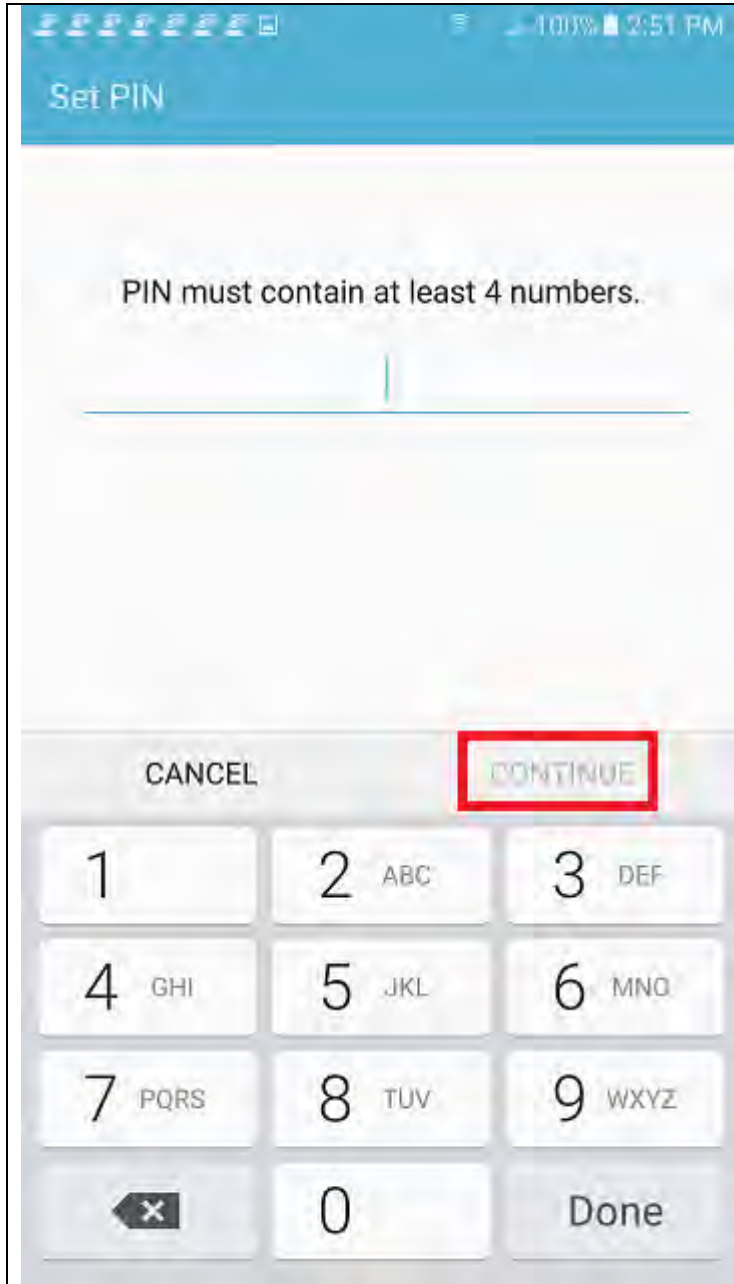 100% 2:51 PM
Set PIN
PIN must contain at least 4 numbers.
CANCEL CONTINUE
1 2 ABC 3 DEF
4 GHI 5 JKL 6 MNO
7 PQRS 8 TUV 9 WXYZ
0 Done